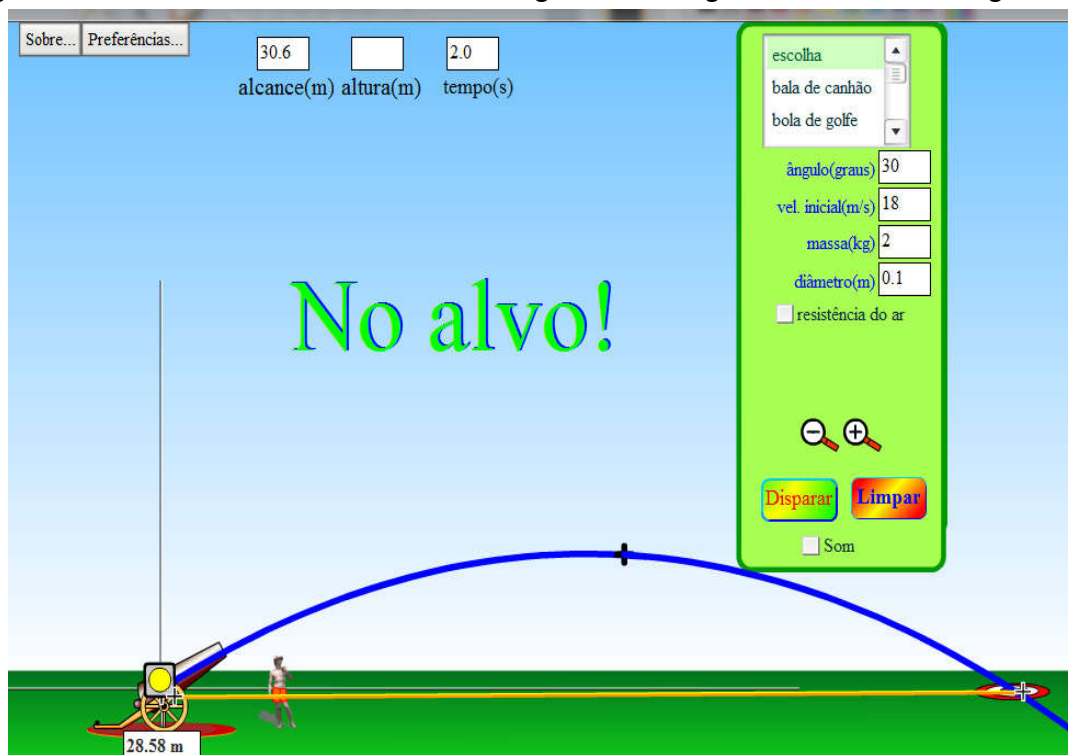 Sobre... Preferências...
30.6 2.0
alcance(m) altura(m) tempo(s)
escolha
bala de canhão
bola de golfe
ângulo(graus) 30
vel. inicial(m/s) 18
massa(kg) 2
diâmetro(m) 0.1
resistência do ar
No alvo!
Disparar Limpar
Som
28.58 m